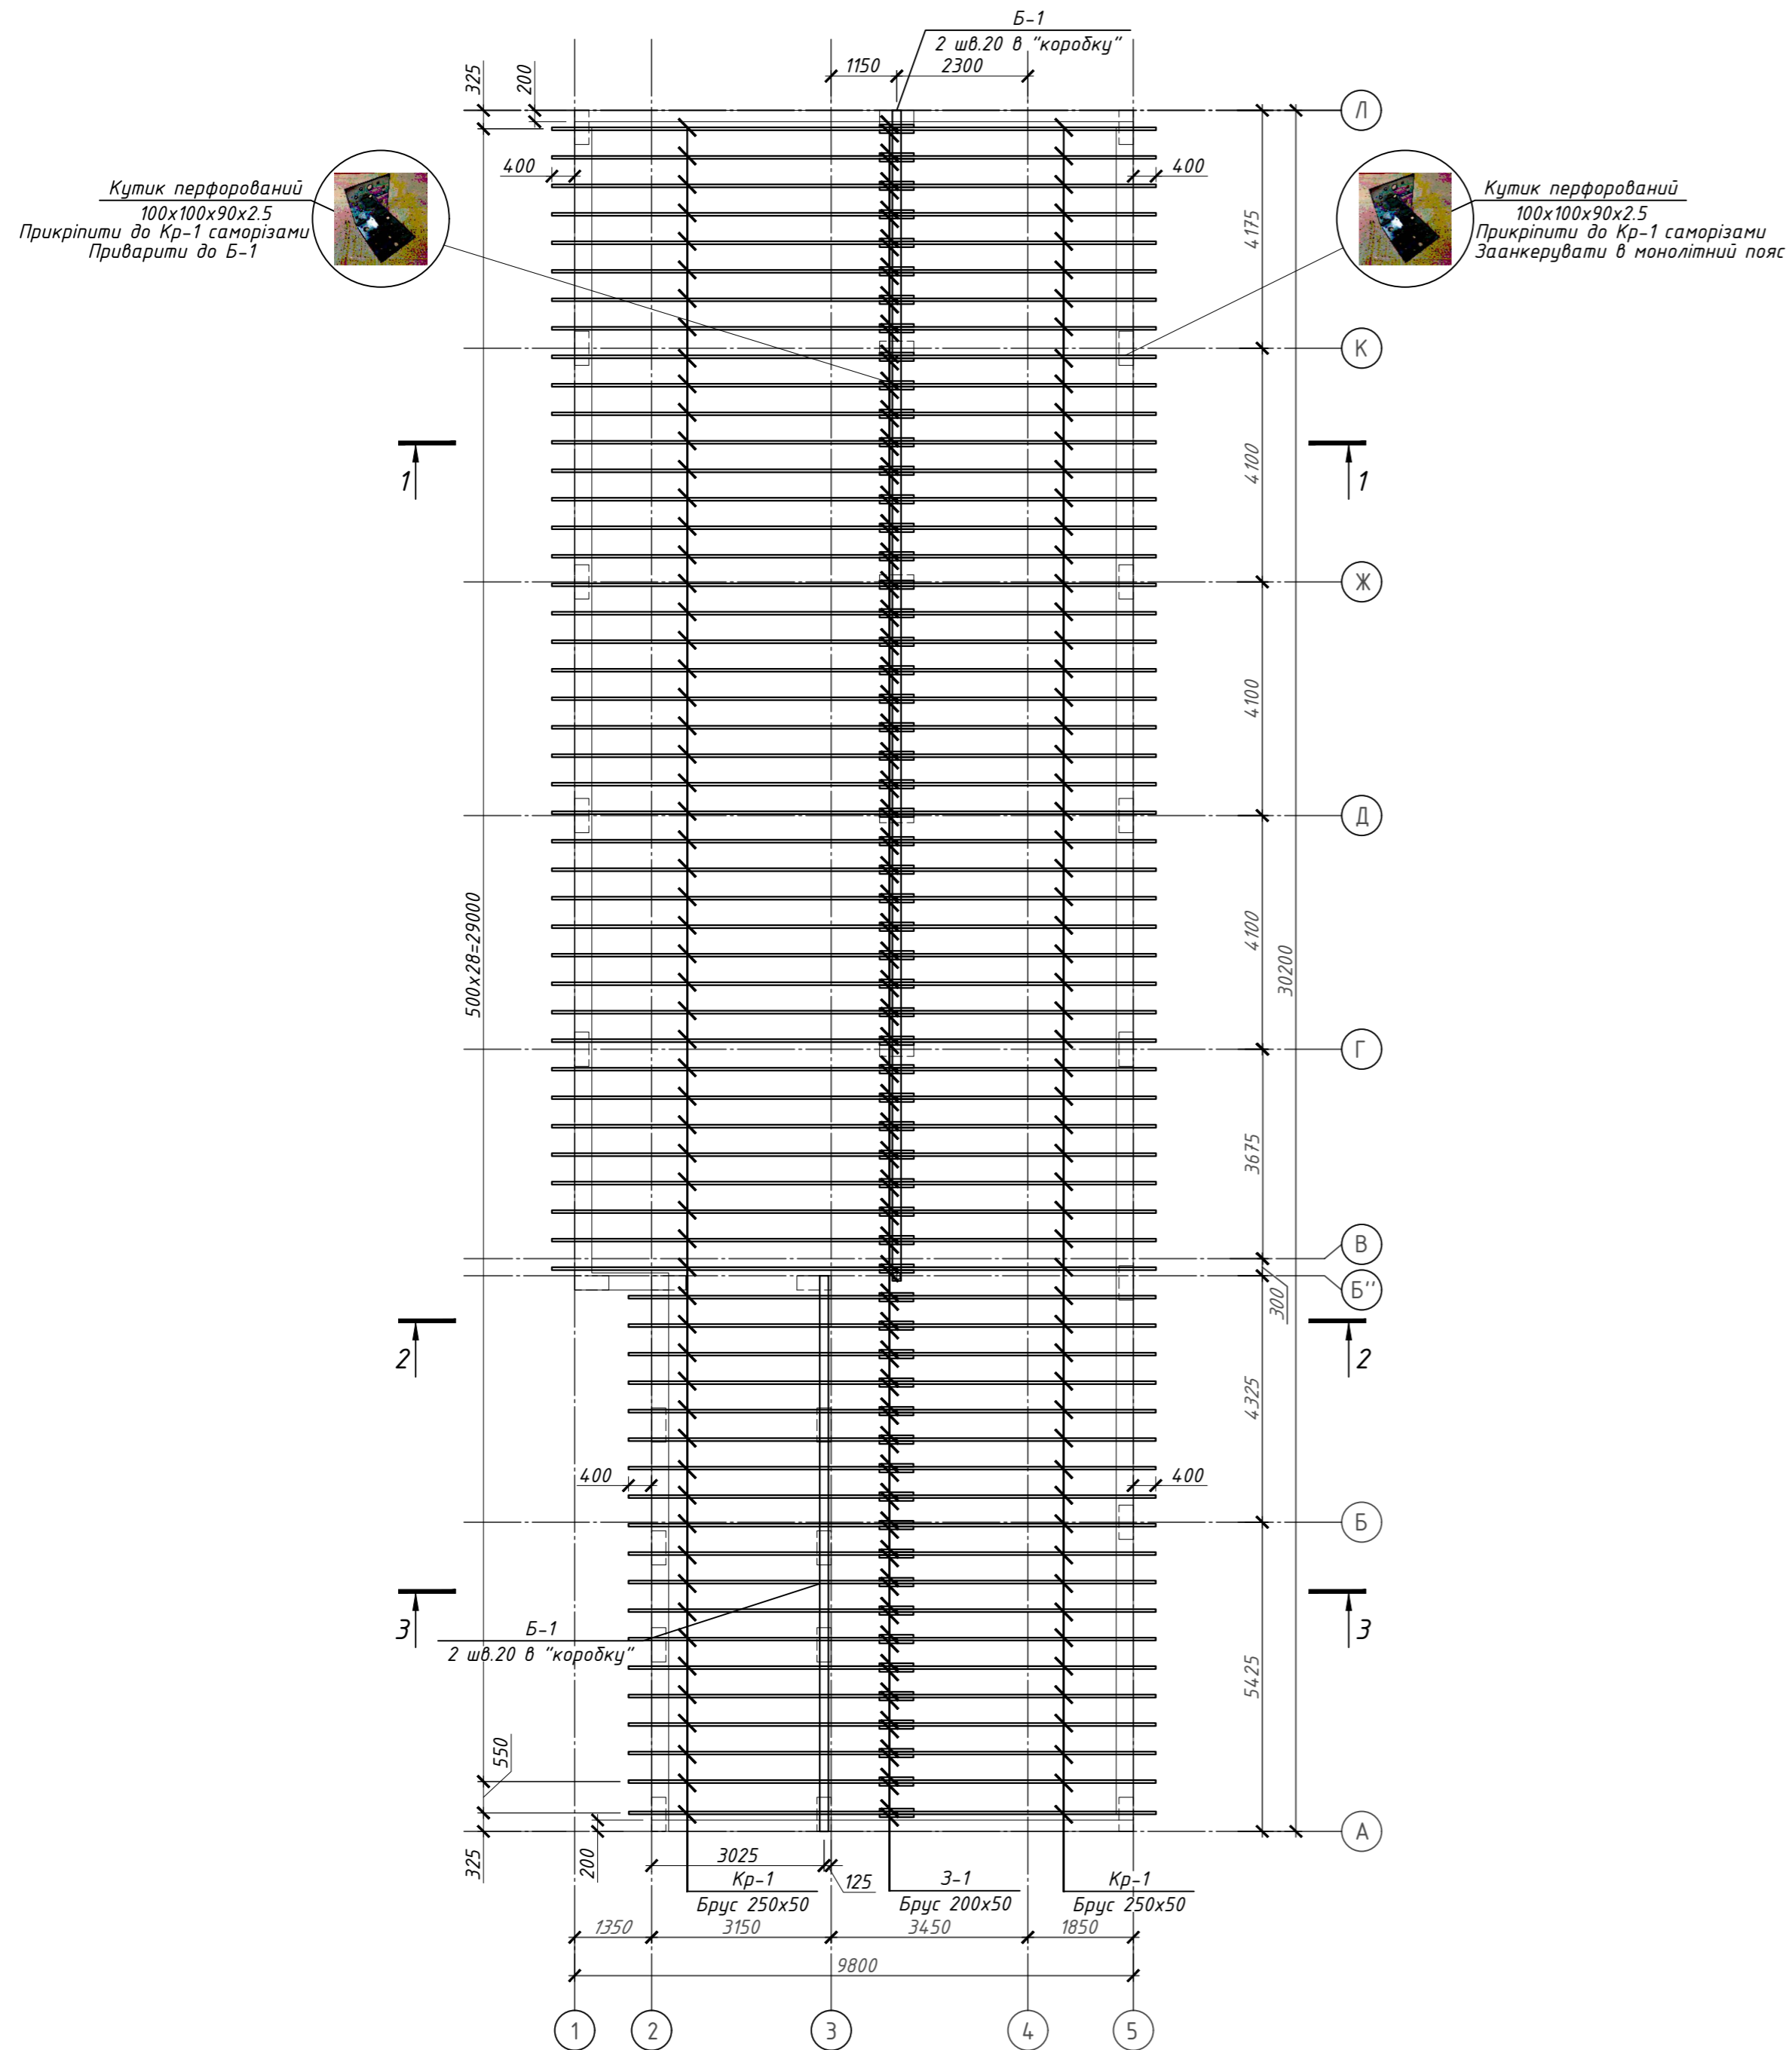 Б-1
2 шв.20 в "коробку"
1150
2300
325
200
Л
400
400
Кутик перфорований
100х100х90х2.5
Прикріпити до Кр-1 саморізами
Приварити до Б-1
Кутик перфорований
100х100х90х2.5
Прикріпити до Кр-1 саморізами
Заанкерувати в монолітний пояс
4175
К
1
1
4100
Ж
4100
Д
500х28=29000
4100
30200
Г
3675
В
Б''
300
2
2
4325
400
400
Б
3
3
Б-1
2 шв.20 в "коробку"
5425
550
А
325
200
3025
125
Кр-1
Брус 250х50
З-1
Брус 200х50
Кр-1
Брус 250х50
1350
3150
3450
1850
9800
1
2
3
4
5